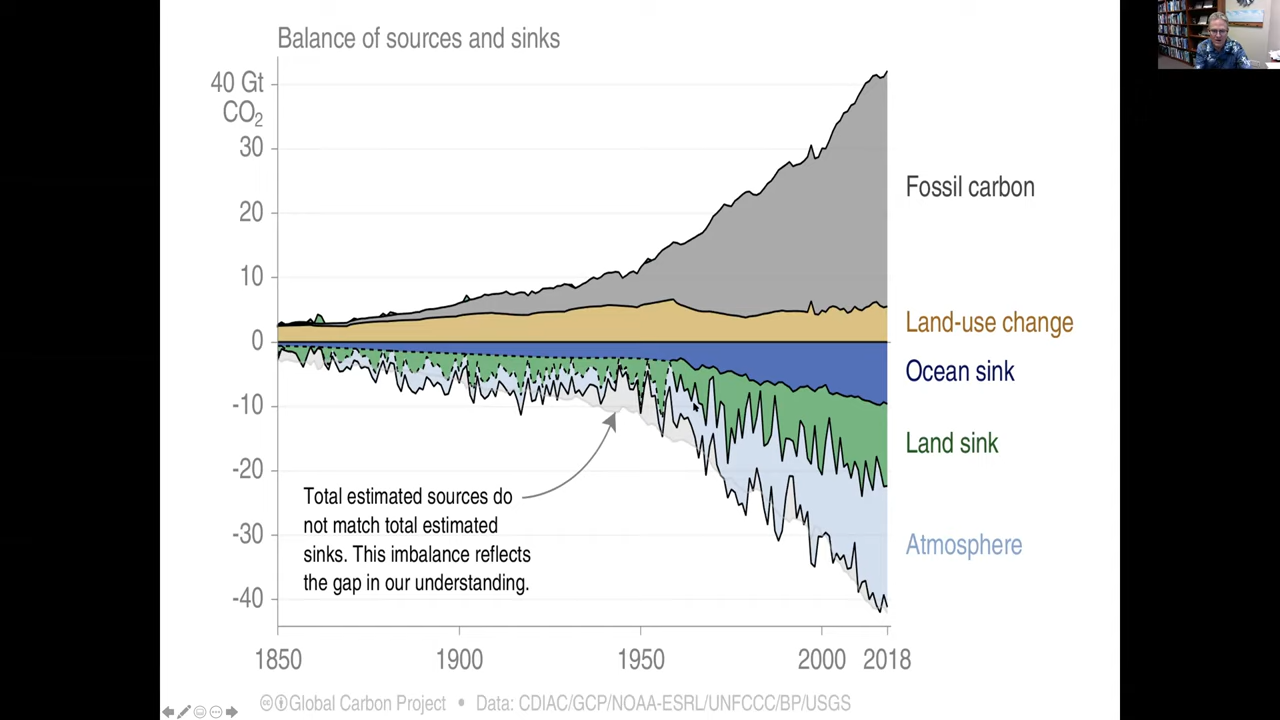 Balance of sources and sinks
40 Gt
CO₂
30
20
10
0
-10
-20
-30
-40
Fossil carbon
Land-use change
Ocean sink
Land sink
Atmosphere
Total estimated sources do
not match total estimated
sinks. This imbalance reflects
the gap in our understanding.
1850 1900 1950 2000 2018
Global Carbon Project • Data: CDIAC/GCP/NOAA-ESRL/UNFCCC/BP/USGS